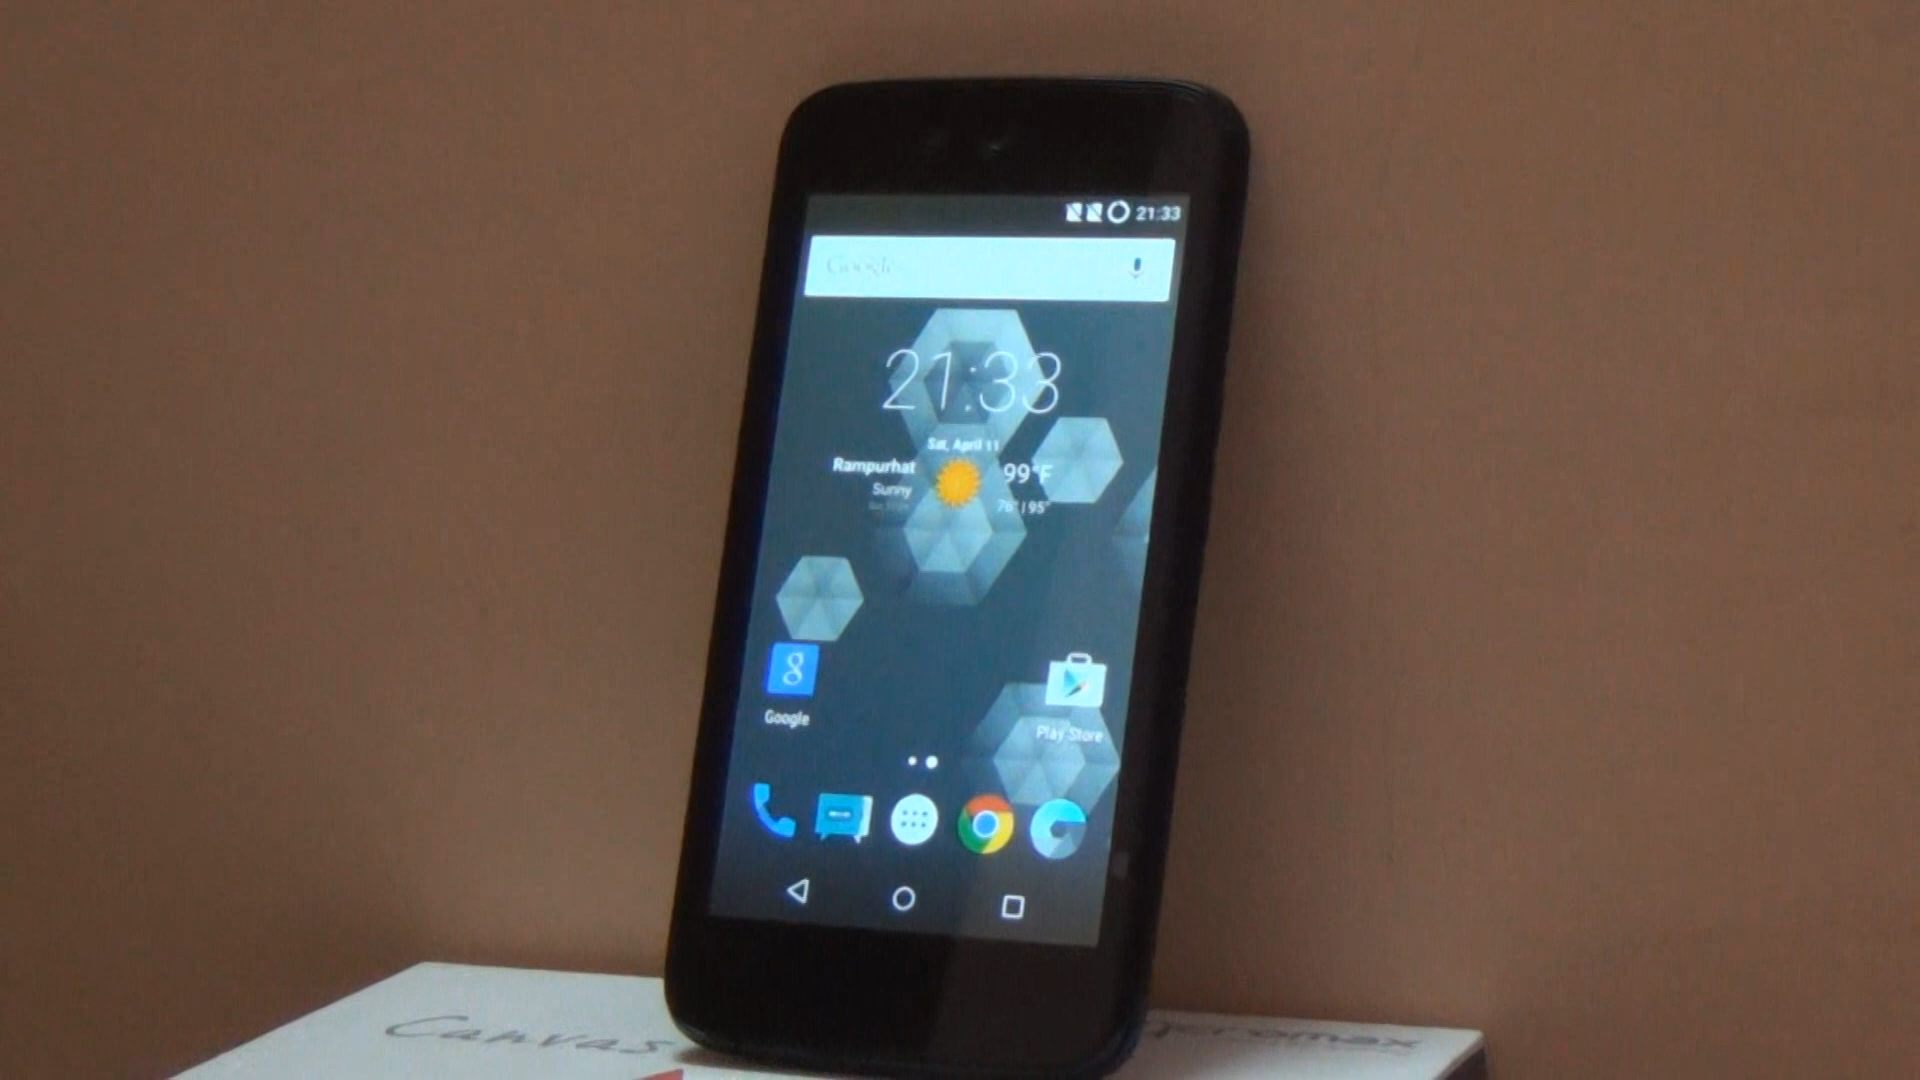 21:33
Google
21:33
Sat, April 11
Rampurhat
Sunny
99°F
76° | 95°
Google
Play Store
Canvas